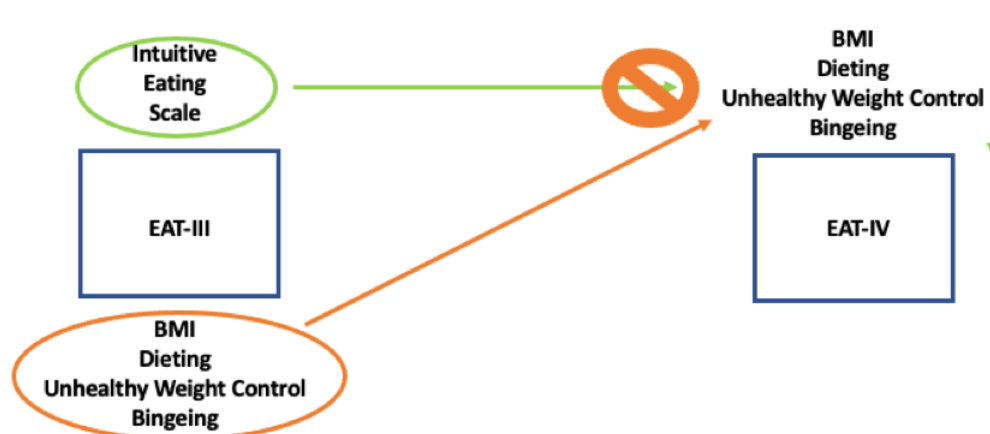 Intuitive
Eating
Scale
EAT-III
BMI
Dieting
Unhealthy Weight Control
Bingeing
BMI
Dieting
Unhealthy Weight Control
Bingeing
EAT-IV